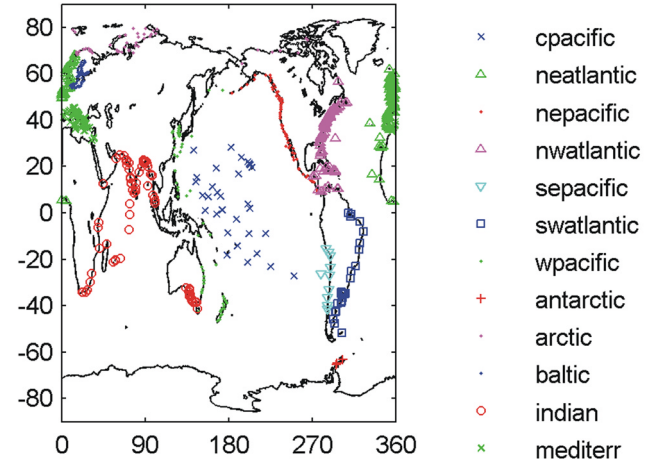 80
60
40
20
0
-20
-40
-60
-80
0 90 180 270 360
cpacific
neatlantic
nepacific
nwatlantic
sepacific
swatlantic
wpacific
antarctic
arctic
baltic
indian
mediterr